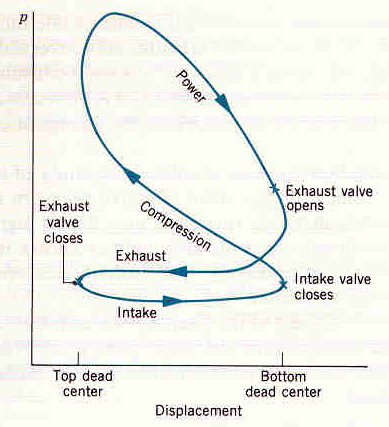 p
Power
Exhaust valve
opens
Compression
Exhaust
valve
closes
Exhaust
Intake valve
closes
Intake
Top dead
center
Bottom
dead center
Displacement